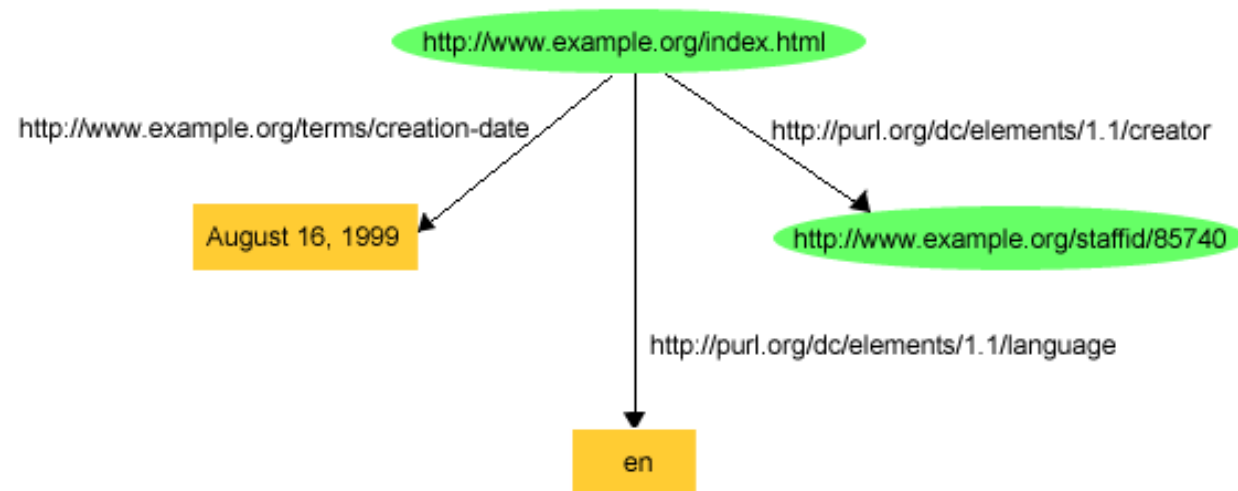 http://www.example.org/index.html
http://www.example.org/terms/creation-date
http://purl.org/dc/elements/1.1/creator
August 16, 1999
http://www.example.org/staffid/85740
http://purl.org/dc/elements/1.1/language
en